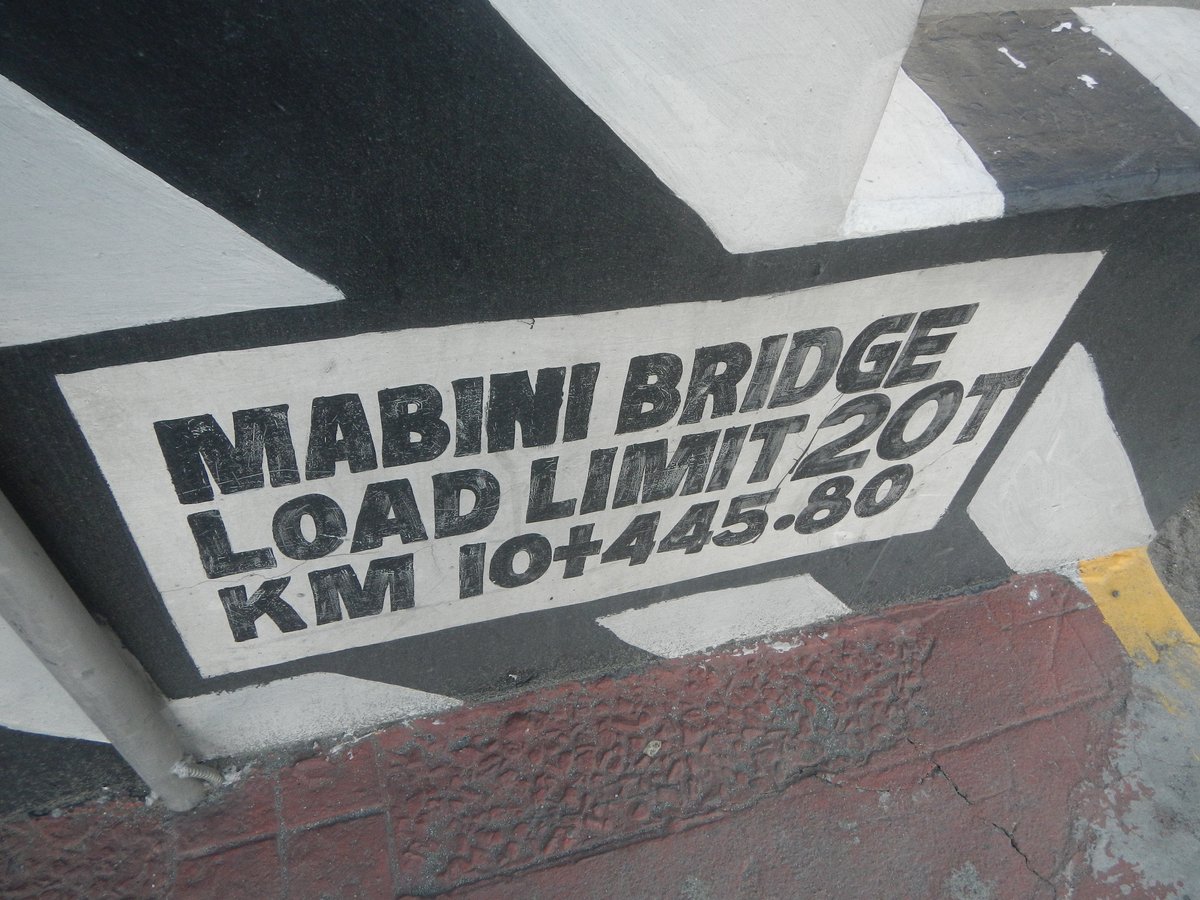 MABINI BRIDGE
LOAD LIMIT 20T
KM 10+445.80